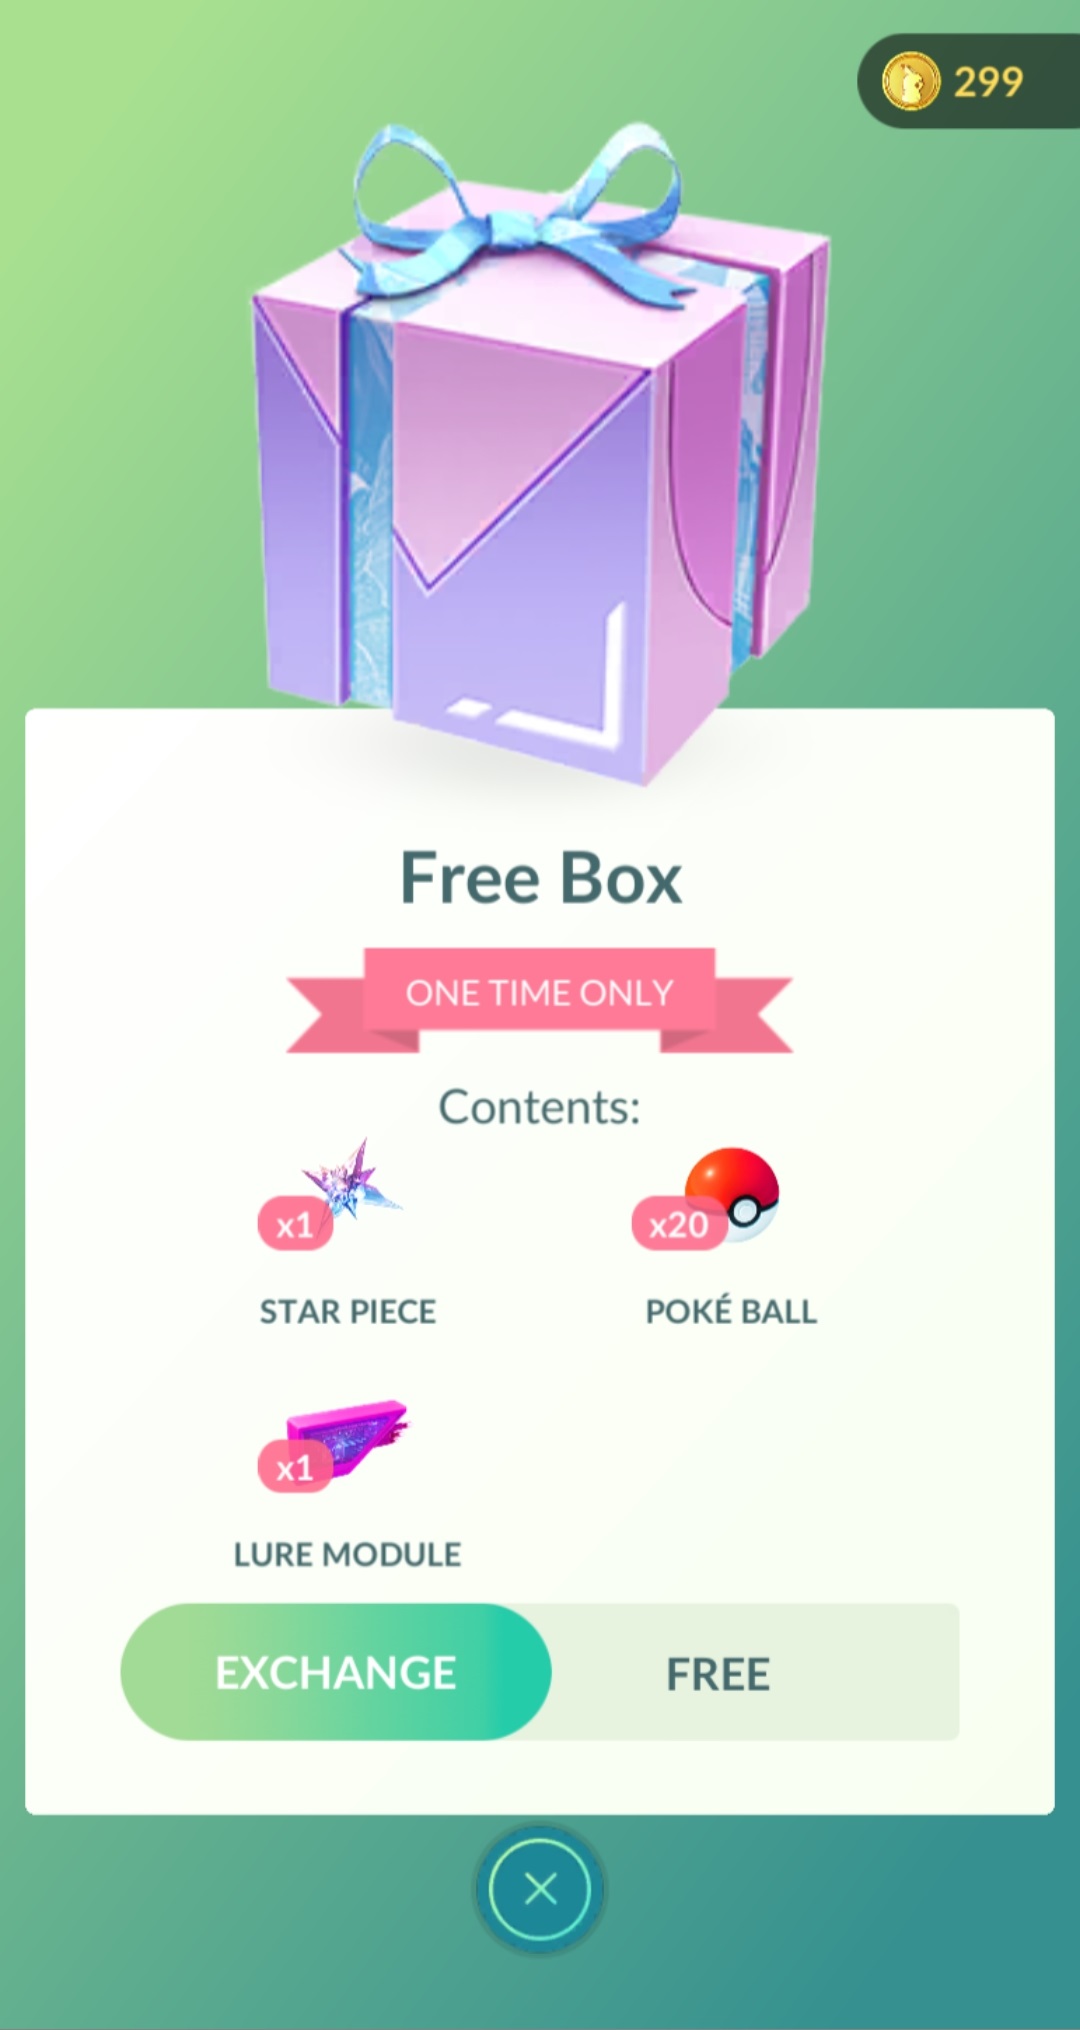 299
Free Box
ONE TIME ONLY
Contents:
x1
x20
STAR PIECE
POKÉ BALL
x1
LURE MODULE
EXCHANGE
FREE